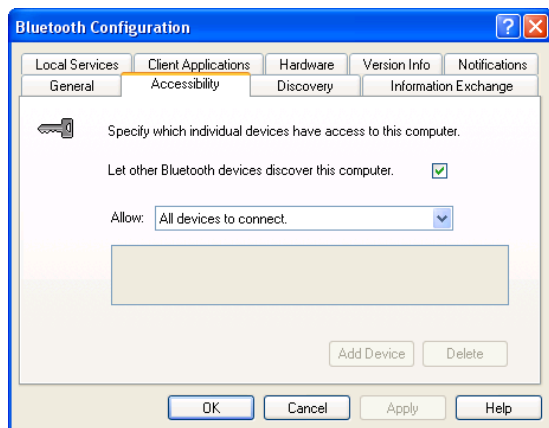 Bluetooth Configuration
Local Services Client Applications Hardware Version Info Notifications
General Accessibility Discovery Information Exchange
Specify which individual devices have access to this computer.
Let other Bluetooth devices discover this computer.
Allow: All devices to connect.
Add Device Delete
OK Cancel Apply Help